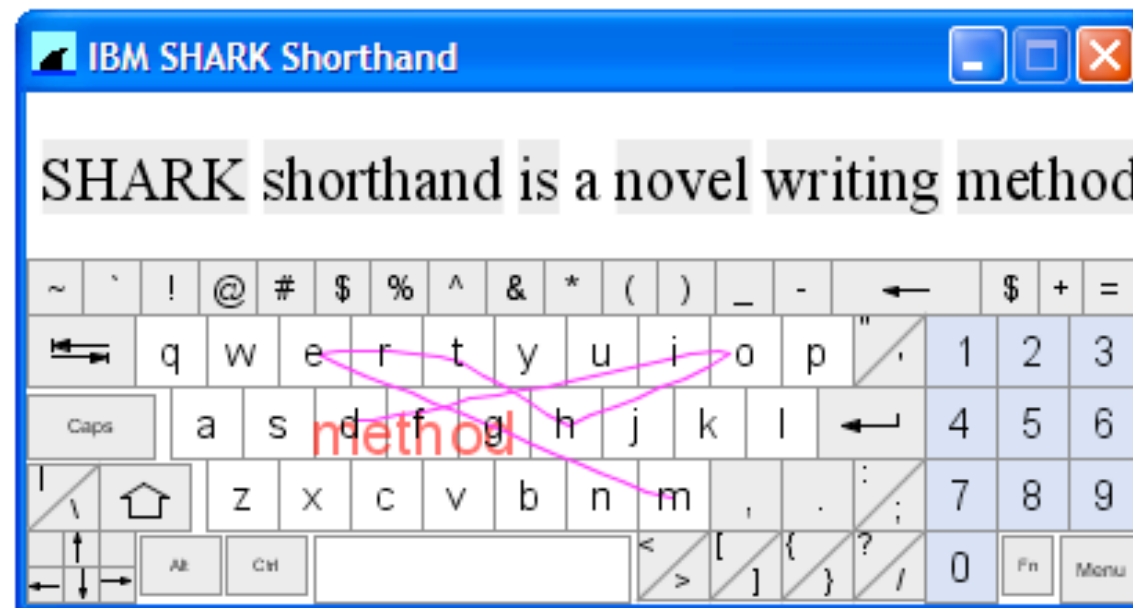 IBM SHARK Shorthand
SHARK shorthand is a novel writing method
~ ` ! @ # $ % ^ & * ( ) _ - ← $ + =
q w e r t y u i o p " ' 1 2 3
Caps a s d f g h j k l 4 5 6
method
| \ z x c v b n m , . : ; 7 8 9
Alt Ctrl < > [ ] { } ? / 0 Fn Menu